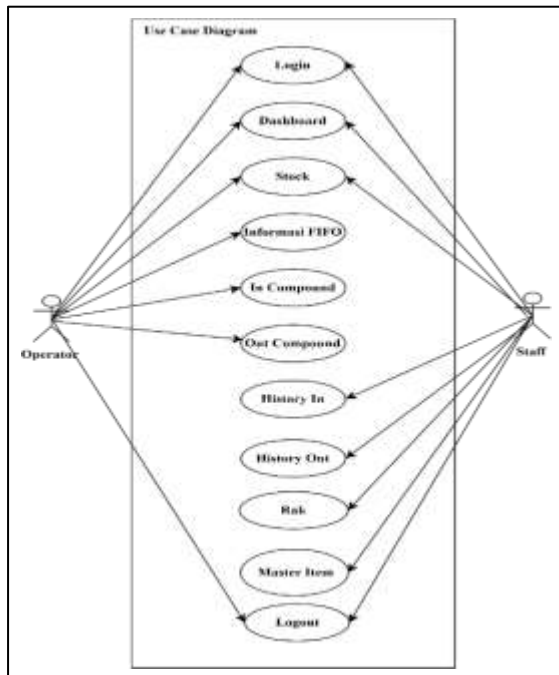 Use Case Diagram
Login
Dashboard
Stock
Informasi FIFO
In Compound
Out Compound
Operator
Staff
History In
History Out
Rak
Master Item
Logout